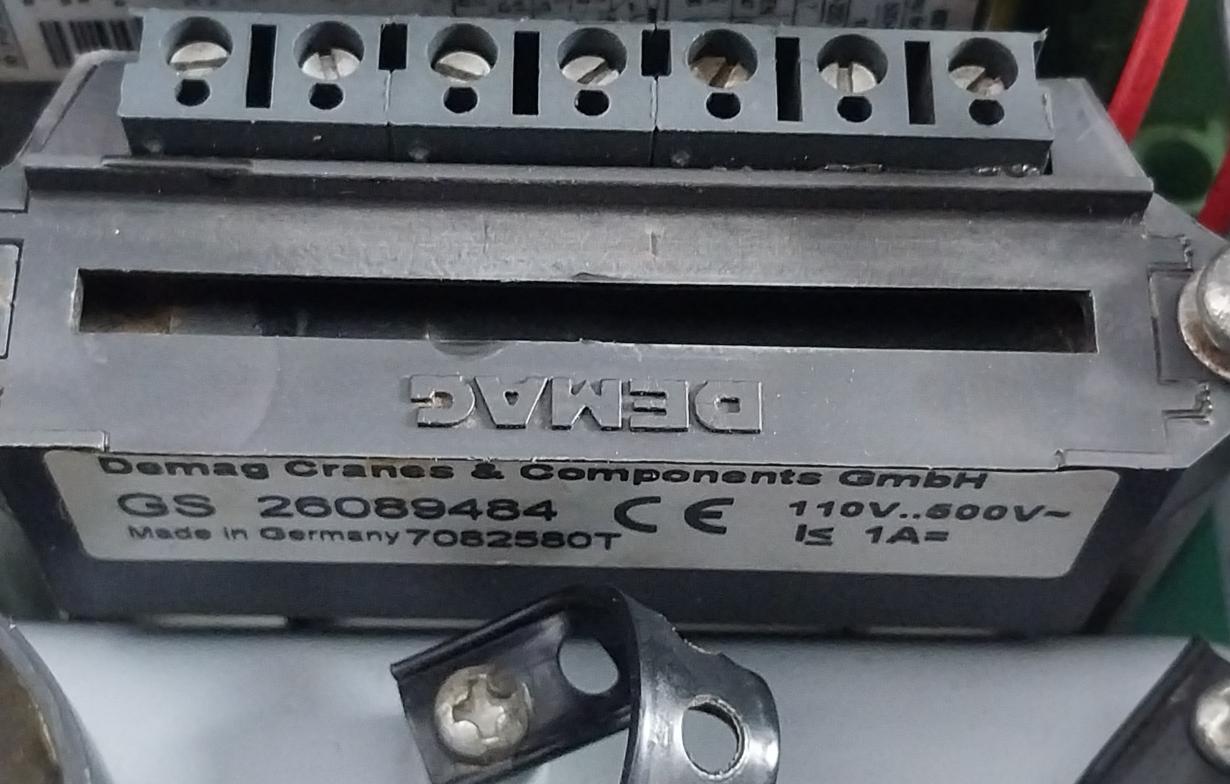 DEMAG
Demag Cranes & Components GmbH
GS 26089484 CE 110V..500V~
Made in Germany 7082580T I≤ 1A=